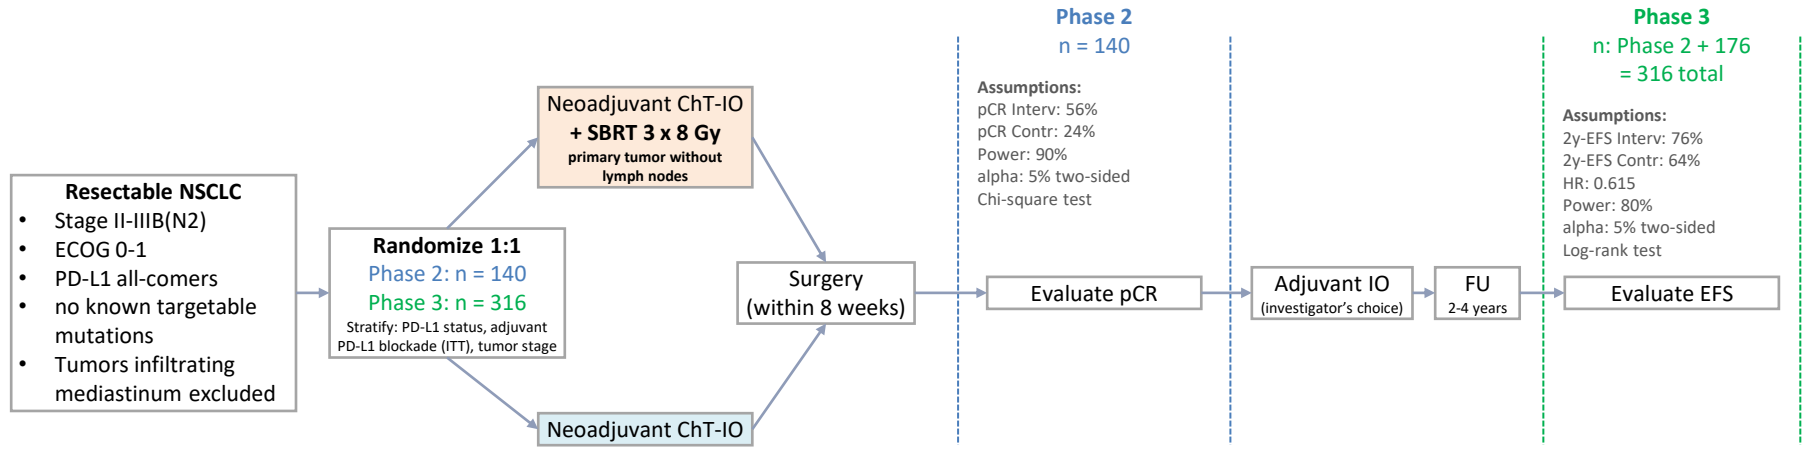 Resectable NSCLC
• Stage II-IIIB(N2)
• ECOG 0-1
• PD-L1 all-comers
• no known targetable
mutations
• Tumors infiltrating
mediastinum excluded
Randomize 1:1
Phase 2: n = 140
Phase 3: n = 316
Stratify: PD-L1 status, adjuvant
PD-L1 blockade (ITT), tumor stage
Neoadjuvant ChT-IO
+ SBRT 3 x 8 Gy
primary tumor without
lymph nodes
Neoadjuvant ChT-IO
Surgery
(within 8 weeks)
Phase 2
n = 140
Assumptions:
pCR Interv: 56%
pCR Contr: 24%
Power: 90%
alpha: 5% two-sided
Chi-square test
Evaluate pCR
Adjuvant IO
(investigator’s choice)
FU
2-4 years
Phase 3
n: Phase 2 + 176
= 316 total
Assumptions:
2y-EFS Interv: 76%
2y-EFS Contr: 64%
HR: 0.615
Power: 80%
alpha: 5% two-sided
Log-rank test
Evaluate EFS